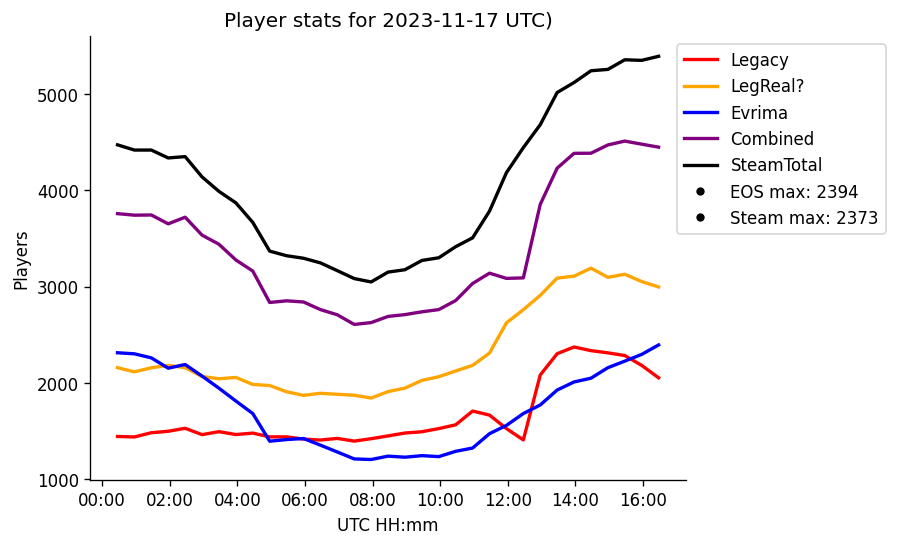 Player stats for 2023-11-17 UTC)
Legacy
LegReal?
Evrima
Combined
SteamTotal
EOS max: 2394
Steam max: 2373
Players
5000
4000
3000
2000
1000
00:00 02:00 04:00 06:00 08:00 10:00 12:00 14:00 16:00
UTC HH:mm